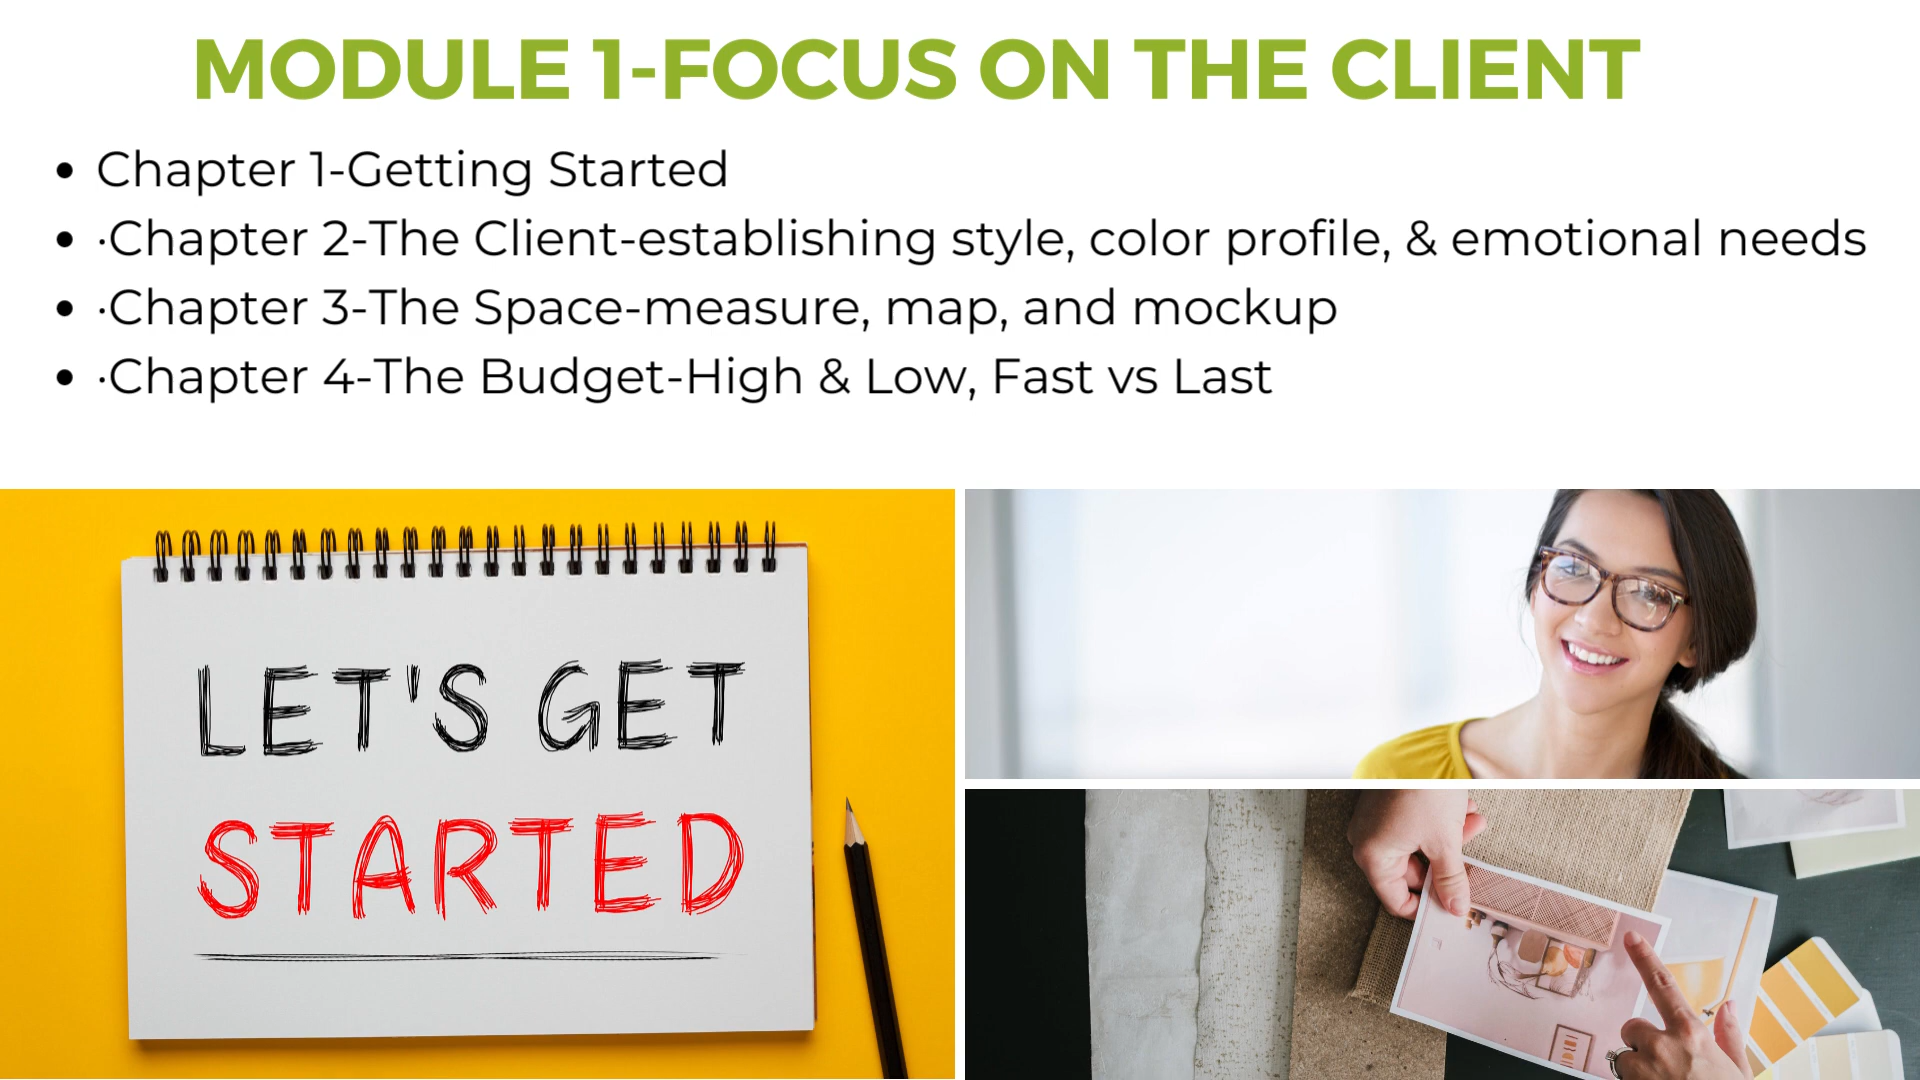 MODULE 1-FOCUS ON THE CLIENT
• Chapter 1-Getting Started
• ·Chapter 2-The Client-establishing style, color profile, & emotional needs
• ·Chapter 3-The Space-measure, map, and mockup
• ·Chapter 4-The Budget-High & Low, Fast vs Last
LET'S GET
STARTED